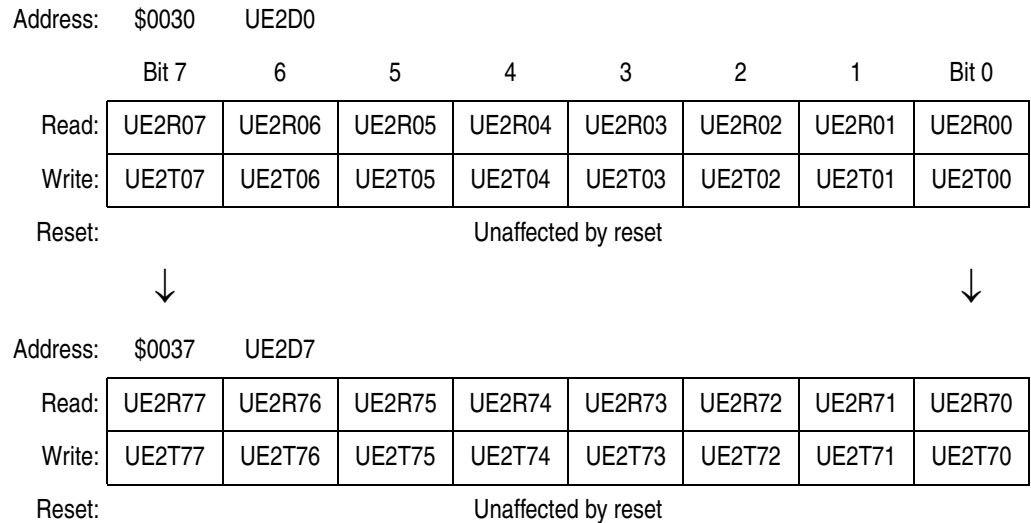 Address: $0030 UE2D0
Bit 7 6 5 4 3 2 1 Bit 0
Read: UE2R07 UE2R06 UE2R05 UE2R04 UE2R03 UE2R02 UE2R01 UE2R00
Write: UE2T07 UE2T06 UE2T05 UE2T04 UE2T03 UE2T02 UE2T01 UE2T00
Reset: Unaffected by reset
↓ ↓
Address: $0037 UE2D7
Read: UE2R77 UE2R76 UE2R75 UE2R74 UE2R73 UE2R72 UE2R71 UE2R70
Write: UE2T77 UE2T76 UE2T75 UE2T74 UE2T73 UE2T72 UE2T71 UE2T70
Reset: Unaffected by reset